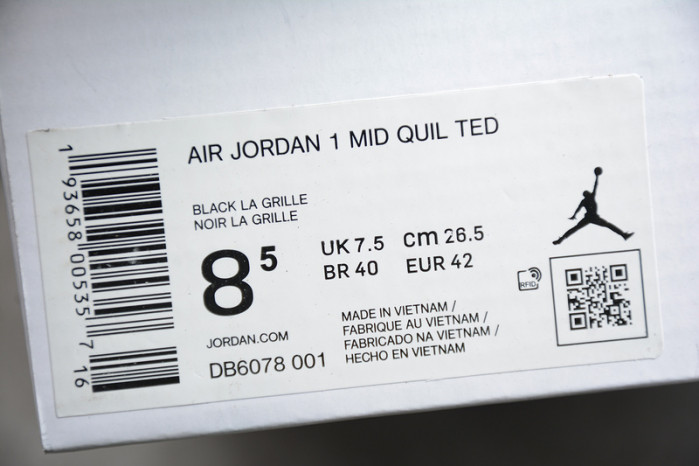 AIR JORDAN 1 MID QUIL TED
BLACK LA GRILLE
NOIR LA GRILLE
8 5
UK 7.5 cm 26.5
BR 40 EUR 42
JORDAN.COM
DB6078 001
MADE IN VIETNAM /
FABRIQUE AU VIETNAM /
FABRICADO NA VIETNAM /
HECHO EN VIETNAM
RFID
1 93658 00535 7 16